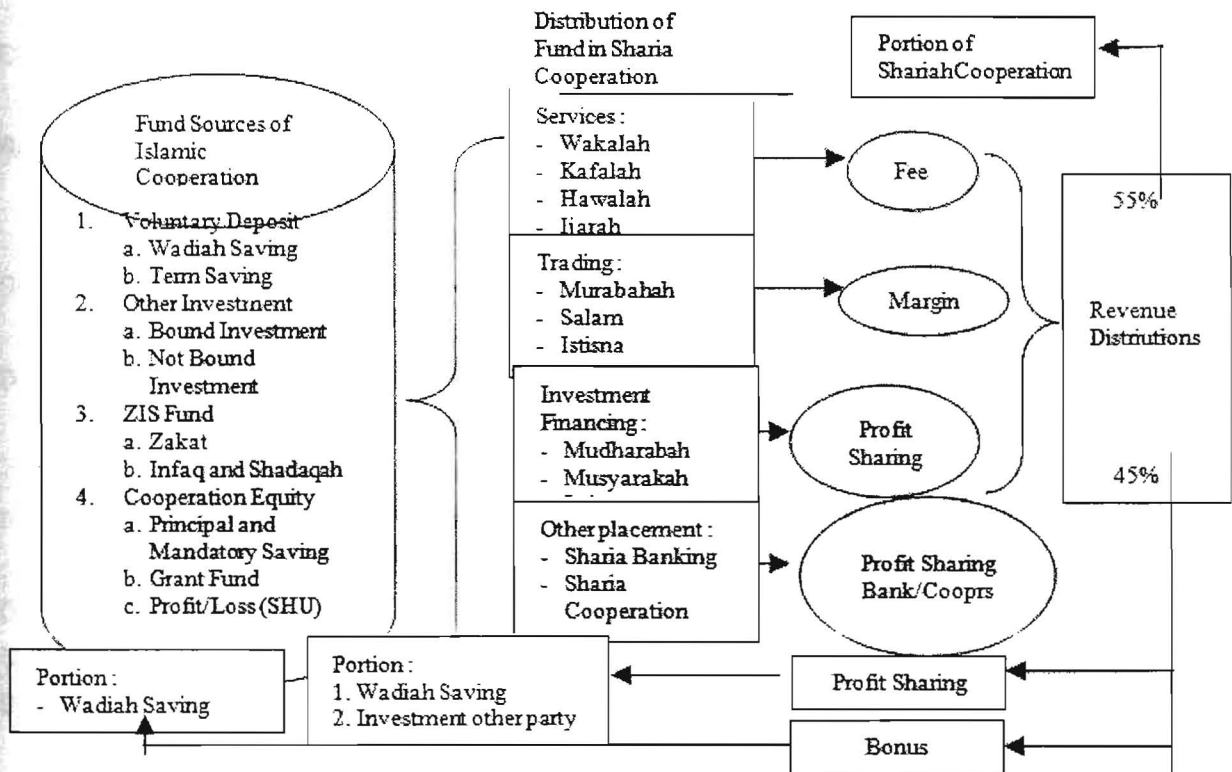 Distribution of
Fund in Sharia
Cooperation
Portion of
Shariah Cooperation
Fund Sources of
Islamic
Cooperation
1. Voluntary Deposit
a. Wadiah Saving
b. Term Saving
2. Other Investment
a. Bound Investment
b. Not Bound
Investment
3. ZIS Fund
a. Zakat
b. Infaq and Shadaqah
4. Cooperation Equity
a. Principal and
Mandatory Saving
b. Grant Fund
c. Profit/Loss (SHU)
Services :
- Wakalah
- Kafalah
- Hawalah
- Ijarah
Trading :
- Murabahah
- Salam
- Istisna
Investment
Financing :
- Mudharabah
- Musyarakah
Other placement :
- Sharia Banking
- Sharia
Cooperation
Fee
Margin
Profit
Sharing
Profit Sharing
Bank/Cooprs
55%
Revenue
Distriutions
45%
Portion :
- Wadiah Saving
Portion :
1. Wadiah Saving
2. Investment other party
Profit Sharing
Bonus